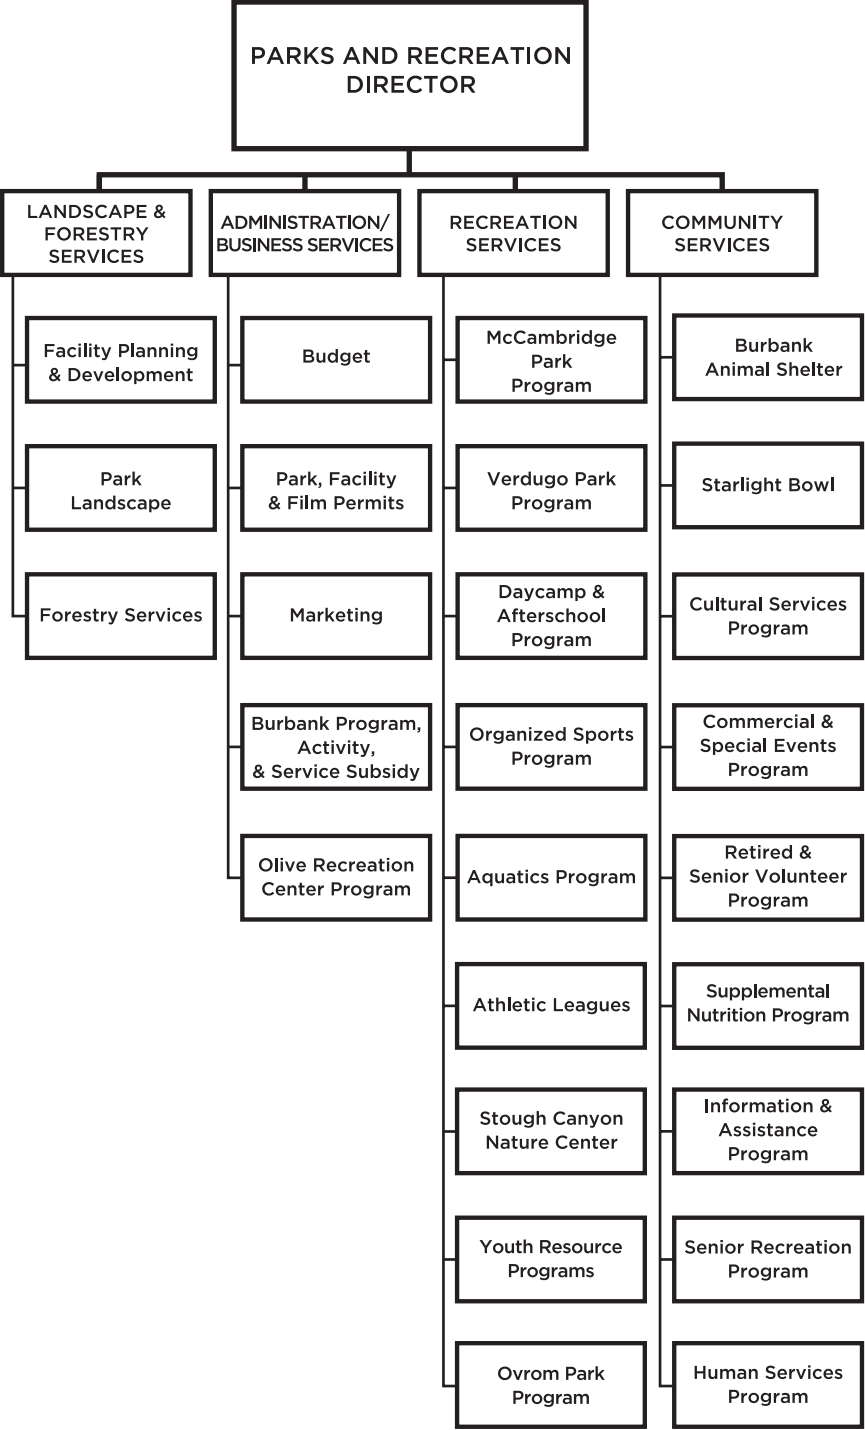 PARKS AND RECREATION
DIRECTOR
LANDSCAPE &
FORESTRY
SERVICES
Facility Planning
& Development
Park
Landscape
Forestry Services
ADMINISTRATION/
BUSINESS SERVICES
Budget
Park, Facility
& Film Permits
Marketing
Burbank Program,
Activity,
& Service Subsidy
Olive Recreation
Center Program
RECREATION
SERVICES
McCambridge
Park
Program
Verdugo Park
Program
Daycamp &
Afterschool
Program
Organized Sports
Program
Aquatics Program
Athletic Leagues
Stough Canyon
Nature Center
Youth Resource
Programs
Ovrom Park
Program
COMMUNITY
SERVICES
Burbank
Animal Shelter
Starlight Bowl
Cultural Services
Program
Commercial &
Special Events
Program
Retired &
Senior Volunteer
Program
Supplemental
Nutrition Program
Information &
Assistance
Program
Senior Recreation
Program
Human Services
Program